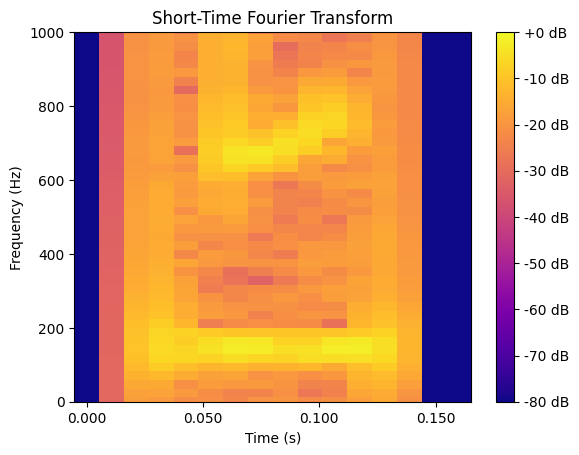 Short-Time Fourier Transform
1000
800
600
400
200
0
Frequency (Hz)
0.000
0.050
0.100
0.150
Time (s)
+0 dB
-10 dB
-20 dB
-30 dB
-40 dB
-50 dB
-60 dB
-70 dB
-80 dB